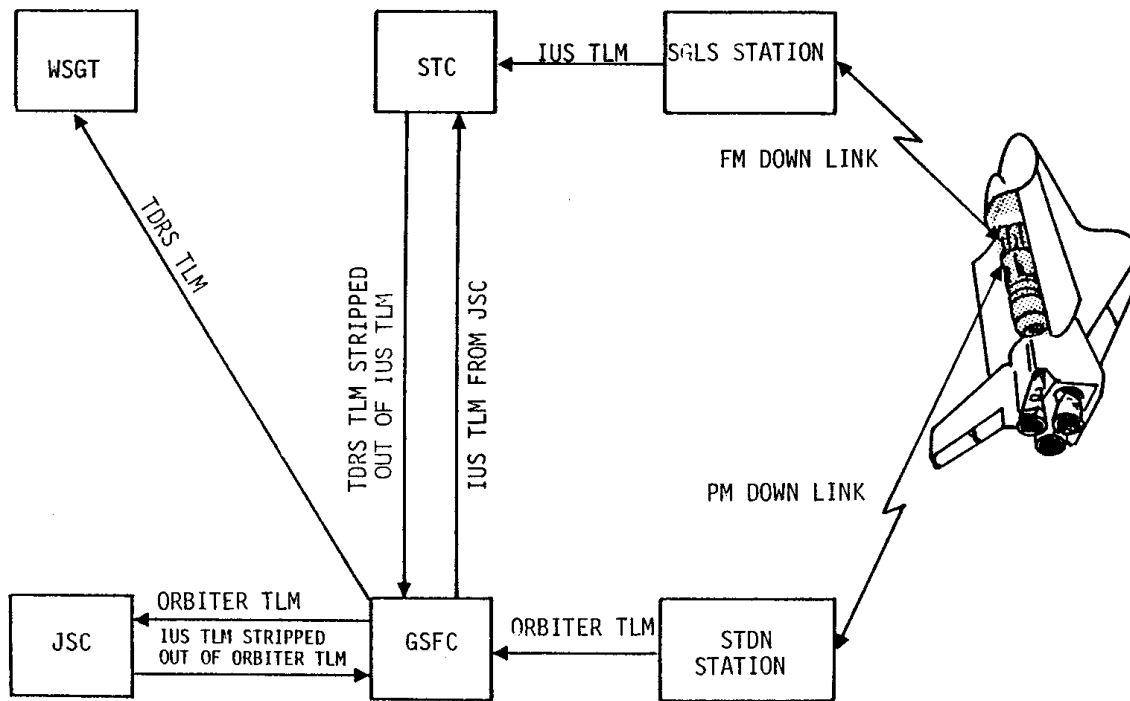 WSGT
STC
IUS TLM
SGLS STATION
FM DOWN LINK
TDRS TLM
TDRS TLM STRIPPED
OUT OF IUS TLM
IUS TLM FROM JSC
PM DOWN LINK
JSC
ORBITER TLM
IUS TLM STRIPPED
OUT OF ORBITER TLM
GSFC
ORBITER TLM
STDN
STATION